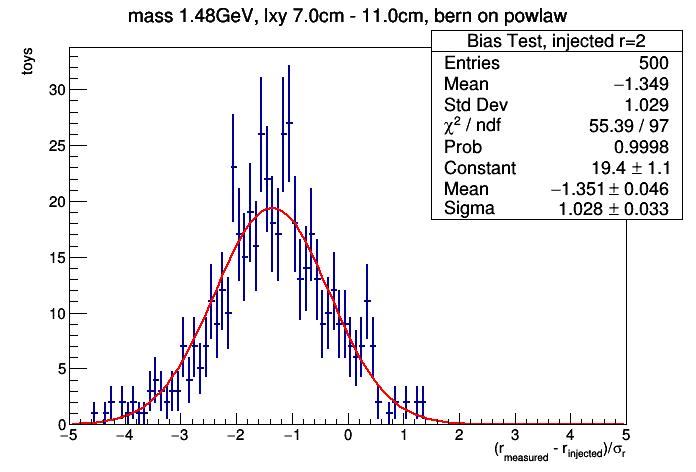 mass 1.48GeV, lxy 7.0cm - 11.0cm, bern on powlaw
Bias Test, injected r=2
Entries 500
Mean −1.349
Std Dev 1.029
χ² / ndf 55.39 / 97
Prob 0.9998
Constant 19.4 ± 1.1
Mean −1.351 ± 0.046
Sigma 1.028 ± 0.033
toys
30
25
20
15
10
5
0
−5 −4 −3 −2 −1 0 1 2 3 4 5
(r_measured - r_injected)/σ_r